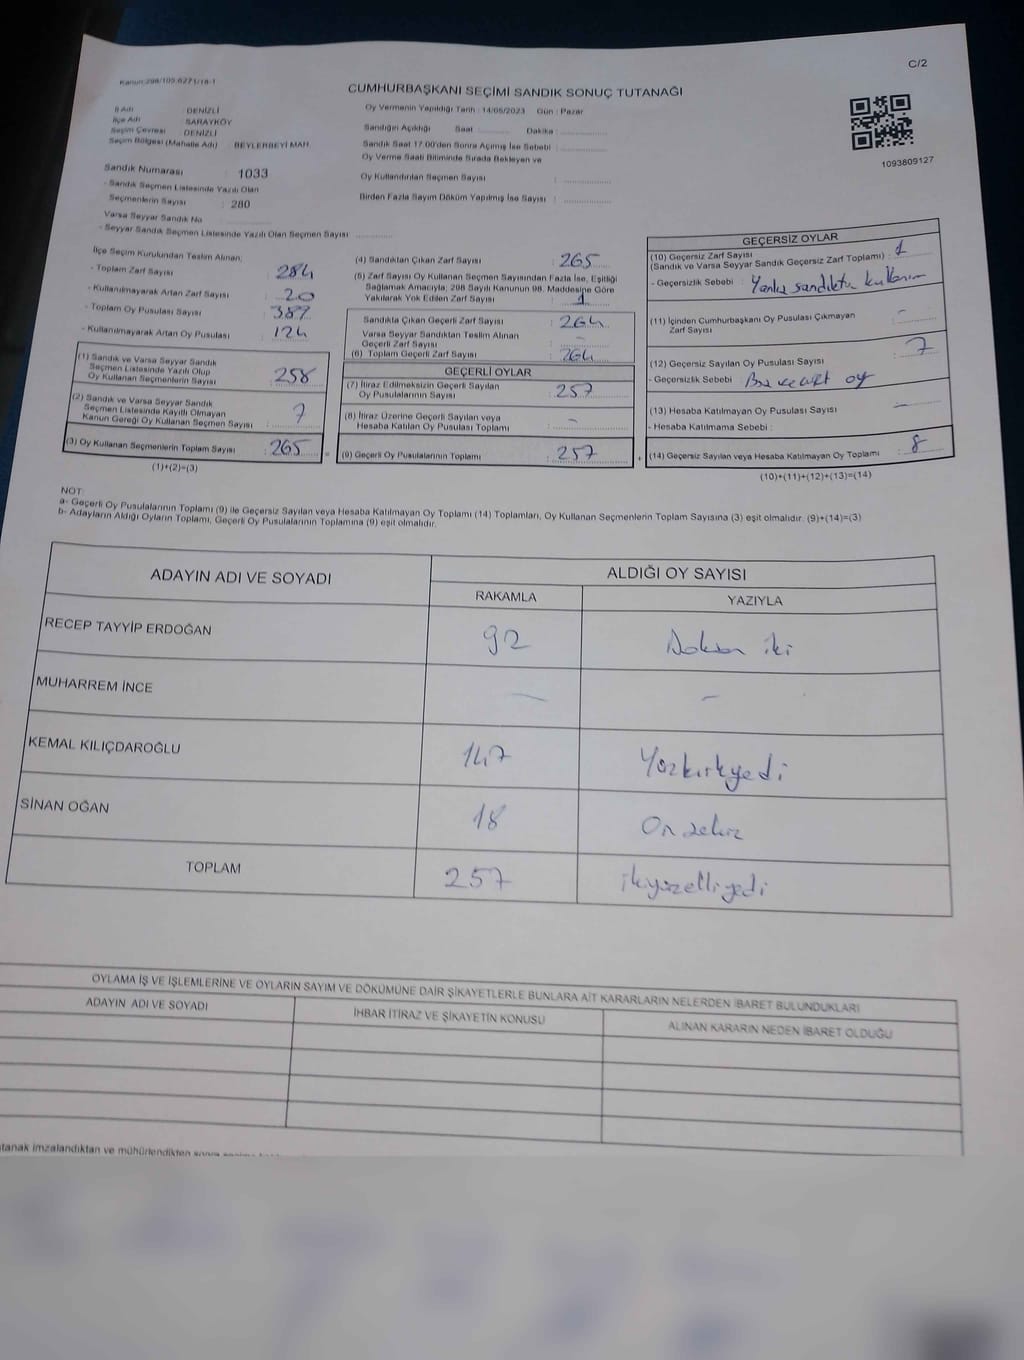 C/2
Kanun:298/105,6271/18-1
CUMHURBAŞKANI SEÇİMİ SANDIK SONUÇ TUTANAĞI
İl Adı : DENİZLİ
İlçe Adı : SARAYKÖY
Seçim Çevresi : DENİZLİ
Seçim Bölgesi (Mahalle Adı) : BEYLERBEYİ MAH.
Sandık Numarası : 1033
- Sandık Seçmen Listesinde Yazılı Olan
Seçmenlerin Sayısı : 280
Varsa Seyyar Sandık No
- Seyyar Sandık Seçmen Listesinde Yazılı Olan Seçmen Sayısı
Oy Vermenin Yapıldığı Tarih : 14/05/2023 Gün : Pazar
Sandığın Açıldığı Saat Dakika :
Sandık Saat 17.00'den Sonra Açılmış İse Sebebi :
Oy Verme Saati Bitiminde Sırada Bekleyen ve
Oy Kullandırılan Seçmen Sayısı :
Birden Fazla Sayım Döküm Yapılmış İse Sayısı :
1093809127
İlçe Seçim Kurulundan Teslim Alınan;
- Toplam Zarf Sayısı : 284
- Kullanılmayarak Artan Zarf Sayısı : 20
- Toplam Oy Pusulası Sayısı : 389
- Kullanılmayarak Artan Oy Pusulası : 124
(1) Sandık ve Varsa Seyyar Sandık
Seçmen Listesinde Yazılı Olup
Oy Kullanan Seçmenlerin Sayısı : 258
(2) Sandık ve Varsa Seyyar Sandık
Seçmen Listesinde Kayıtlı Olmayan
Kanun Gereği Oy Kullanan Seçmen Sayısı : 7
(3) Oy Kullanan Seçmenlerin Toplam Sayısı : 265
(1)+(2)=(3)
(4) Sandıktan Çıkan Zarf Sayısı : 265
(5) Zarf Sayısı Oy Kullanan Seçmen Sayısından Fazla İse, Eşitliği
Sağlamak Amacıyla, 298 Sayılı Kanunun 98. Maddesine Göre
Yakılarak Yok Edilen Zarf Sayısı : 1
Sandıkta Çıkan Geçerli Zarf Sayısı : 264
Varsa Seyyar Sandıktan Teslim Alınan
Geçerli Zarf Sayısı : -
(6) Toplam Geçerli Zarf Sayısı : 264
GEÇERLİ OYLAR
(7) İtiraz Edilmeksizin Geçerli Sayılan
Oy Pusulalarının Sayısı : 257
(8) İtiraz Üzerine Geçerli Sayılan veya
Hesaba Katılan Oy Pusulası Toplamı : -
(9) Geçerli Oy Pusulalarının Toplamı : 257
GEÇERSİZ OYLAR
(10) Geçersiz Zarf Sayısı
(Sandık ve Varsa Seyyar Sandık Geçersiz Zarf Toplamı) : 1
- Geçersizlik Sebebi : Yanlış sandıkta kullanım
(11) İçinden Cumhurbaşkanı Oy Pusulası Çıkmayan
Zarf Sayısı : -
(12) Geçersiz Sayılan Oy Pusulası Sayısı : 7
- Geçersizlik Sebebi : oy
(13) Hesaba Katılmayan Oy Pusulası Sayısı : -
- Hesaba Katılmama Sebebi :
(14) Geçersiz Sayılan veya Hesaba Katılmayan Oy Toplamı : 8
(10)+(11)+(12)+(13)=(14)
NOT:
a- Geçerli Oy Pusulalarının Toplamı (9) ile Geçersiz Sayılan veya Hesaba Katılmayan Oy Toplamı (14) Toplamları, Oy Kullanan Seçmenlerin Toplam Sayısına (3) eşit olmalıdır. (9)+(14)=(3)
b- Adayların Aldığı Oyların Toplamı, Geçerli Oy Pusulalarının Toplamına (9) eşit olmalıdır.
ADAYIN ADI VE SOYADI ALDIĞI OY SAYISI
RAKAMLA YAZIYLA
RECEP TAYYİP ERDOĞAN 92 Doksan iki
MUHARREM İNCE - -
KEMAL KILIÇDAROĞLU 147 Yüzkırkyedi
SİNAN OĞAN 18 On sekiz
TOPLAM 257 ikiyüzelliyedi
OYLAMA İŞ VE İŞLEMLERİNE VE OYLARIN SAYIM VE DÖKÜMÜNE DAİR ŞİKAYETLERLE BUNLARA AİT KARARLARIN NELERDEN İBARET BULUNDUKLARI
ADAYIN ADI VE SOYADI İHBAR İTİRAZ VE ŞİKAYETİN KONUSU ALINAN KARARIN NEDEN İBARET OLDUĞU
tanak imzalandıktan ve mühürlendikten sonra